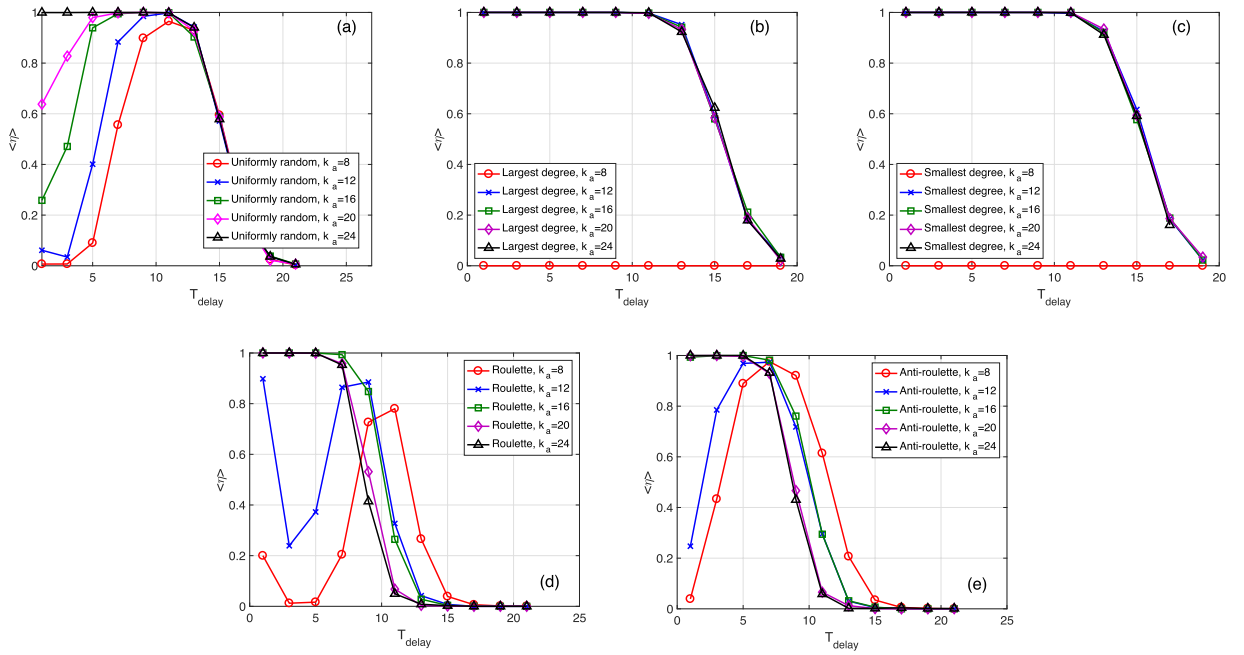 (a)
1
0.8
0.6
0.4
0.2
0
<η>
5 10 15 20 25
T delay
Uniformly random, k a =8
Uniformly random, k a =12
Uniformly random, k a =16
Uniformly random, k a =20
Uniformly random, k a =24
(b)
1
0.8
0.6
0.4
0.2
0
<η>
0 5 10 15 20
T delay
Largest degree, k a =8
Largest degree, k a =12
Largest degree, k a =16
Largest degree, k a =20
Largest degree, k a =24
(c)
1
0.8
0.6
0.4
0.2
0
<η>
0 5 10 15 20
T delay
Smallest degree, k a =8
Smallest degree, k a =12
Smallest degree, k a =16
Smallest degree, k a =20
Smallest degree, k a =24
(d)
1
0.8
0.6
0.4
0.2
0
<η>
0 5 10 15 20 25
T delay
Roulette, k a =8
Roulette, k a =12
Roulette, k a =16
Roulette, k a =20
Roulette, k a =24
(e)
1
0.8
0.6
0.4
0.2
0
<η>
0 5 10 15 20 25
T delay
Anti-roulette, k a =8
Anti-roulette, k a =12
Anti-roulette, k a =16
Anti-roulette, k a =20
Anti-roulette, k a =24